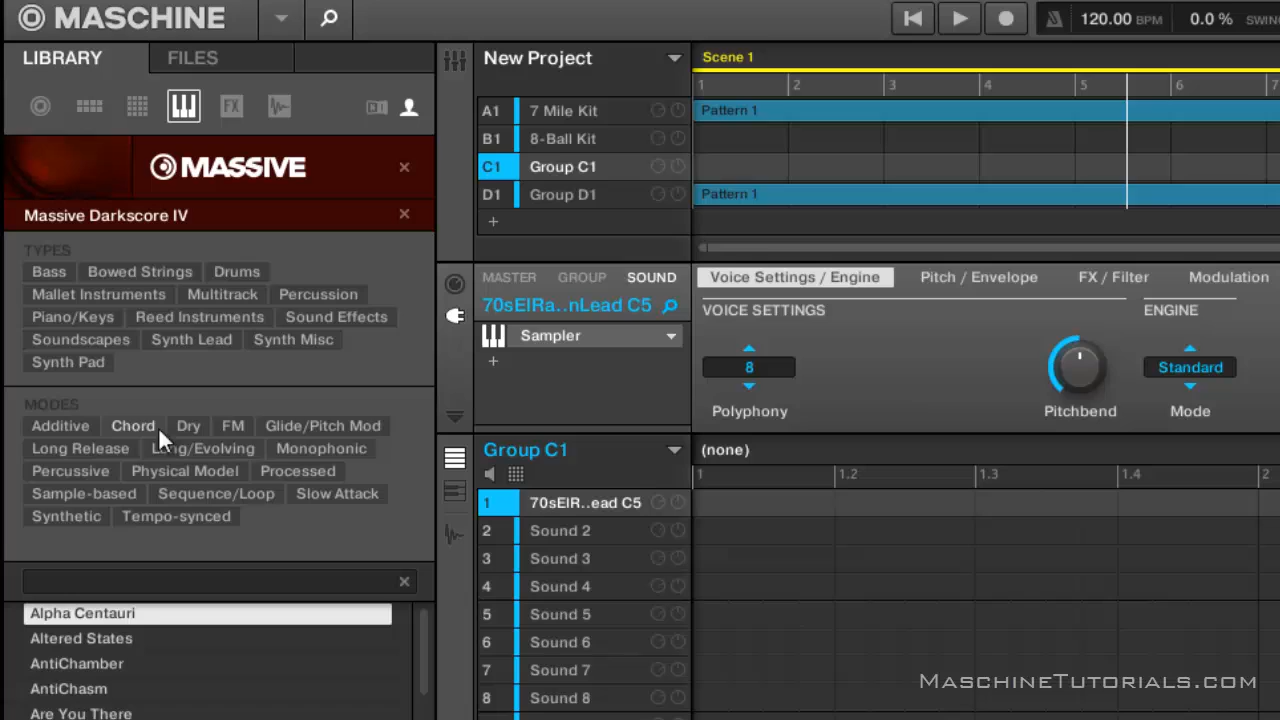 MASCHINE
120.00 BPM 0.0 % SWING
LIBRARY FILES
FX
MASSIVE
Massive Darkscore IV
TYPES
Bass Bowed Strings Drums
Mallet Instruments Multitrack Percussion
Piano/Keys Reed Instruments Sound Effects
Soundscapes Synth Lead Synth Misc
Synth Pad
MODES
Additive Chord Dry FM Glide/Pitch Mod
Long Release Long/Evolving Monophonic
Percussive Physical Model Processed
Sample-based Sequence/Loop Slow Attack
Synthetic Tempo-synced
Alpha Centauri
Altered States
AntiChamber
AntiChasm
Are You There
New Project
A1 7 Mile Kit
B1 8-Ball Kit
C1 Group C1
D1 Group D1
+
Scene 1
1 2 3 4 5 6 7
Pattern 1
Pattern 1
MASTER GROUP SOUND
70sElRa..nLead C5
Sampler
+
Voice Settings / Engine Pitch / Envelope FX / Filter Modulation
VOICE SETTINGS ENGINE
8 Standard
Polyphony Pitchbend Mode
Group C1
(none)
1 1.2 1.3 1.4 2
1 70sElR..ead C5
2 Sound 2
3 Sound 3
4 Sound 4
5 Sound 5
6 Sound 6
7 Sound 7
8 Sound 8
MASCHINETUTORIALS.COM